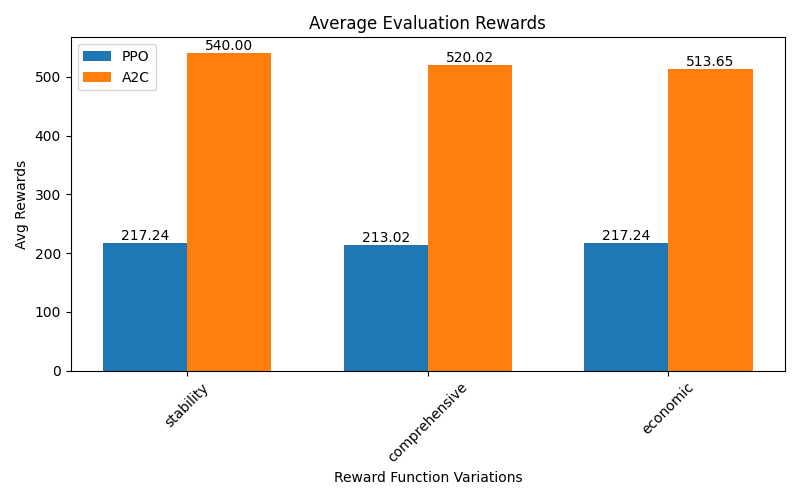 Average Evaluation Rewards
PPO
A2C
540.00
520.02
513.65
217.24
213.02
217.24
500
400
300
200
100
0
Avg Rewards
stability
comprehensive
economic
Reward Function Variations